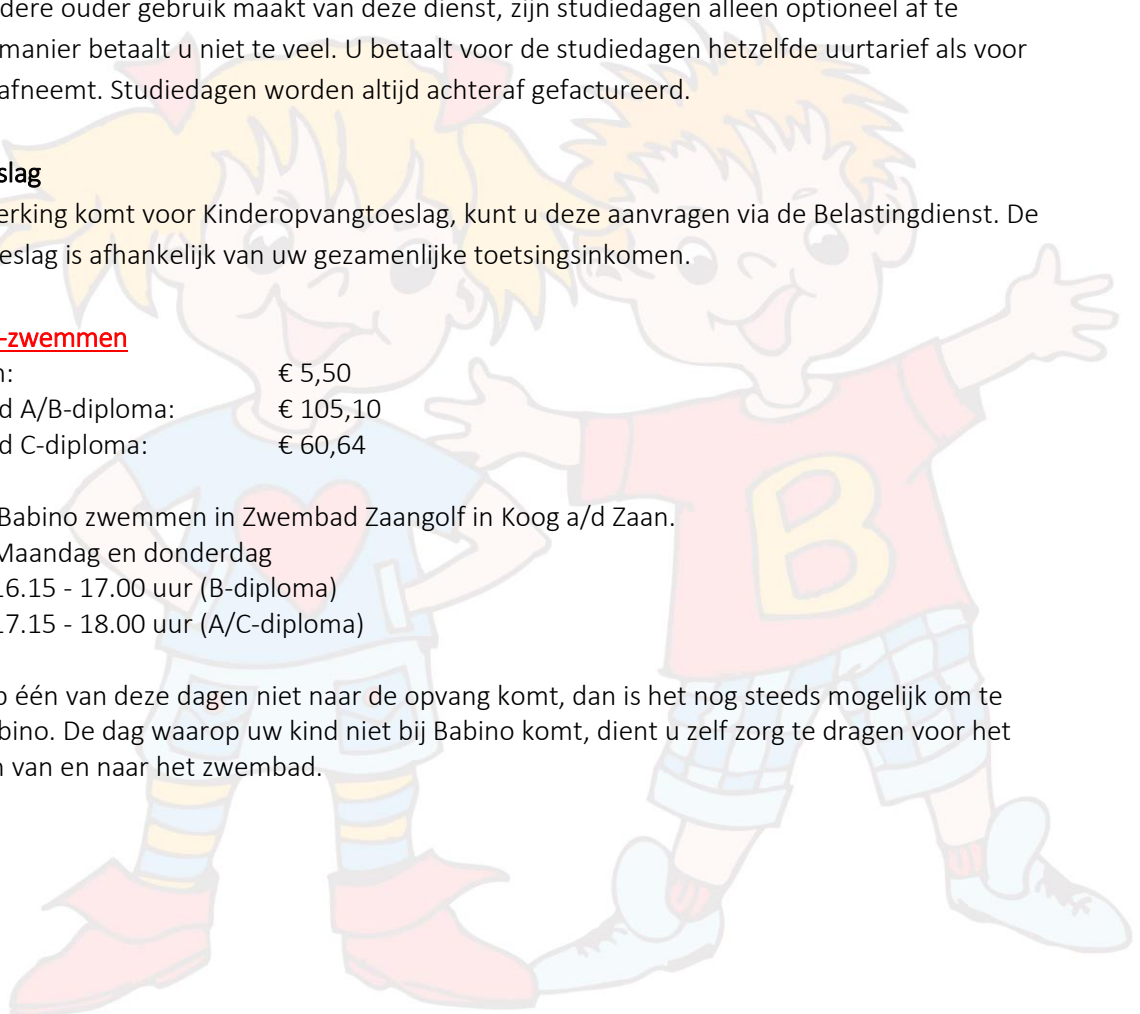 dere ouder gebruik maakt van deze dienst, zijn studiedagen alleen optioneel af te
manier betaalt u niet te veel. U betaalt voor de studiedagen hetzelfde uurtarief als voor
afneemt. Studiedagen worden altijd achteraf gefactureerd.
slag
erking komt voor Kinderopvangtoeslag, kunt u deze aanvragen via de Belastingdienst. De
eslag is afhankelijk van uw gezamenlijke toetsingsinkomen.
-zwemmen
n: € 5,50
d A/B-diploma: € 105,10
d C-diploma: € 60,64
Babino zwemmen in Zwembad Zaangolf in Koog a/d Zaan.
Maandag en donderdag
16.15 - 17.00 uur (B-diploma)
17.15 - 18.00 uur (A/C-diploma)
p één van deze dagen niet naar de opvang komt, dan is het nog steeds mogelijk om te
bino. De dag waarop uw kind niet bij Babino komt, dient u zelf zorg te dragen voor het
n van en naar het zwembad.
B